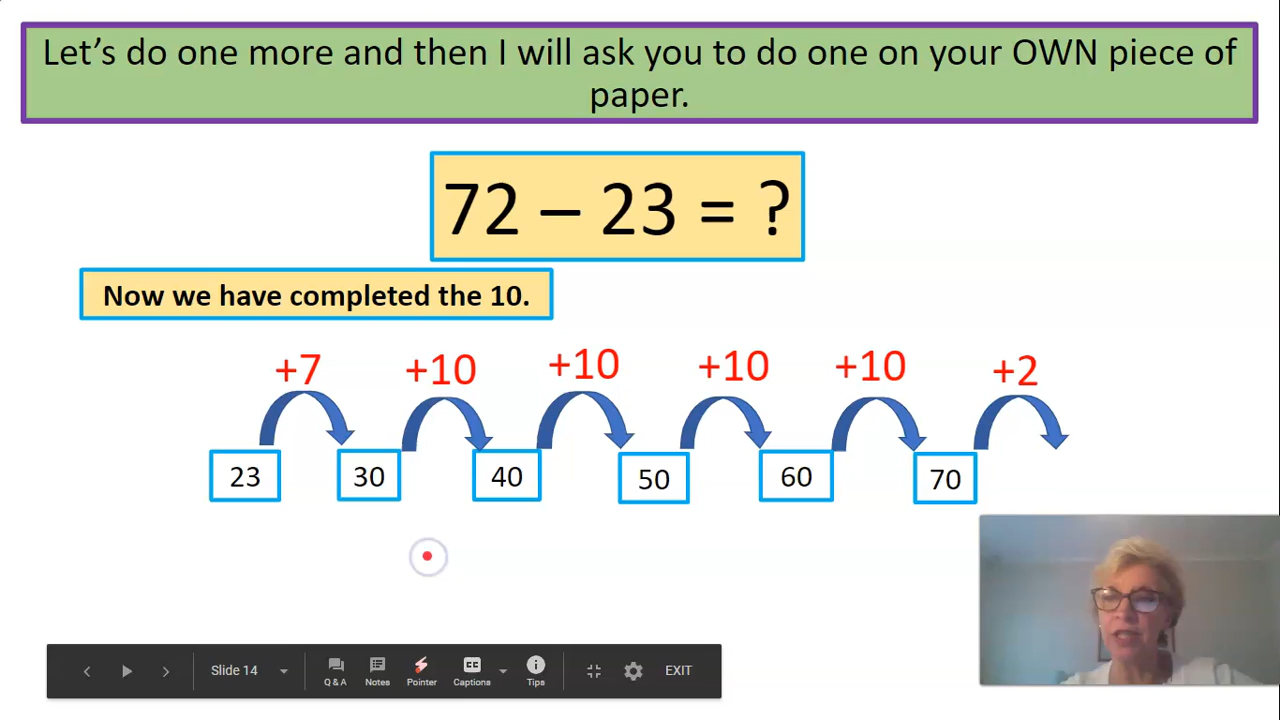 Let's do one more and then I will ask you to do one on your OWN piece of
paper.
72 – 23 = ?
Now we have completed the 10.
+7 +10 +10 +10 +10 +2
23 30 40 50 60 70
Slide 14 Q & A Notes Pointer CC Captions Tips EXIT